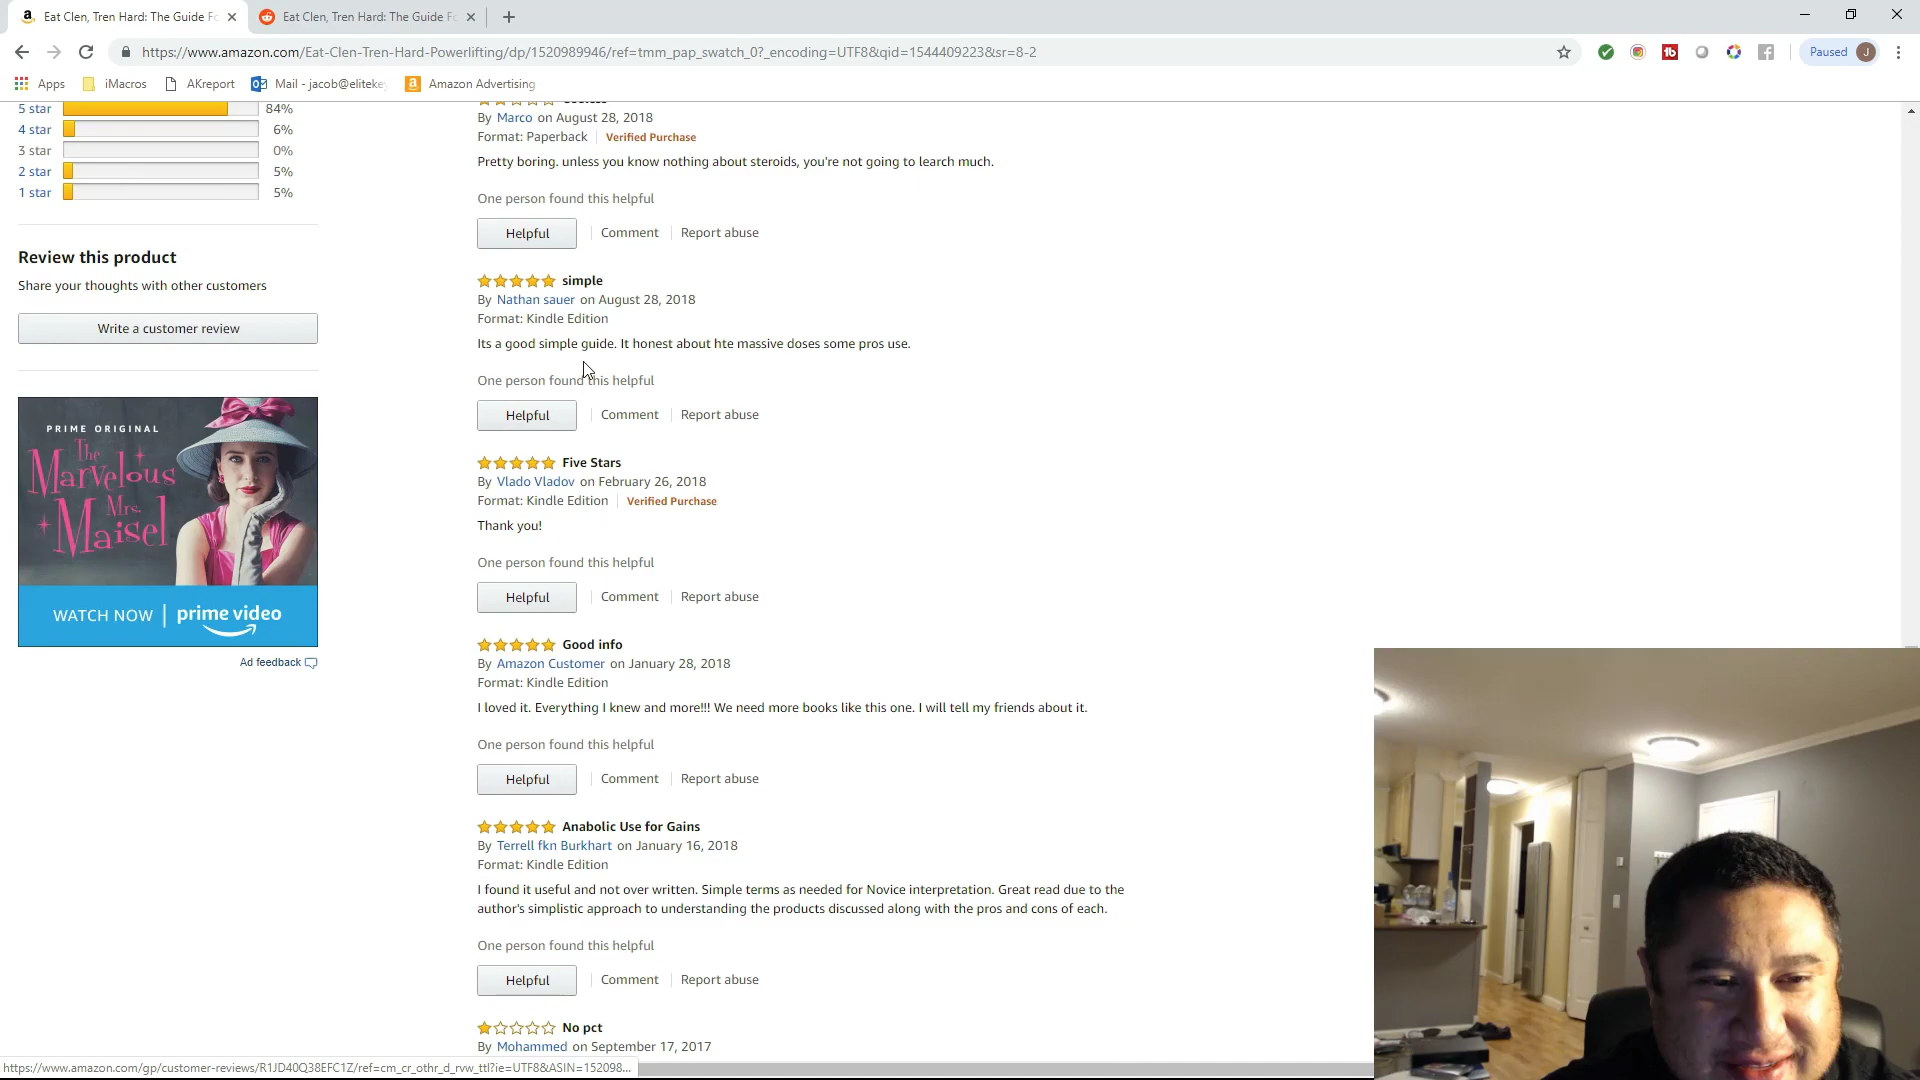 Eat Clen, Tren Hard: The Guide Fo
Eat Clen, Tren Hard: The Guide Fo
https://www.amazon.com/Eat-Clen-Tren-Hard-Powerlifting/dp/1520989946/ref=tmm_pap_swatch_0?_encoding=UTF8&qid=1544409223&sr=8-2
Paused J
Apps iMacros AKreport Mail - jacob@eliteke Amazon Advertising
5 star 84%
4 star 6%
3 star 0%
2 star 5%
1 star 5%
Review this product
Share your thoughts with other customers
Write a customer review
PRIME ORIGINAL
The
Marvelous
Mrs.
Maisel
WATCH NOW | prime video
Ad feedback
By Marco on August 28, 2018
Format: Paperback | Verified Purchase
Pretty boring. unless you know nothing about steroids, you're not going to learch much.
One person found this helpful
Helpful Comment Report abuse
simple
By Nathan sauer on August 28, 2018
Format: Kindle Edition
Its a good simple guide. It honest about hte massive doses some pros use.
One person found this helpful
Helpful Comment Report abuse
Five Stars
By Vlado Vladov on February 26, 2018
Format: Kindle Edition | Verified Purchase
Thank you!
One person found this helpful
Helpful Comment Report abuse
Good info
By Amazon Customer on January 28, 2018
Format: Kindle Edition
I loved it. Everything I knew and more!!! We need more books like this one. I will tell my friends about it.
One person found this helpful
Helpful Comment Report abuse
Anabolic Use for Gains
By Terrell fkn Burkhart on January 16, 2018
Format: Kindle Edition
I found it useful and not over written. Simple terms as needed for Novice interpretation. Great read due to the
author's simplistic approach to understanding the products discussed along with the pros and cons of each.
One person found this helpful
Helpful Comment Report abuse
No pct
By Mohammed on September 17, 2017
https://www.amazon.com/gp/customer-reviews/R1JD40Q38EFC1Z/ref=cm_cr_othr_d_rvw_ttl?ie=UTF8&ASIN=152098...